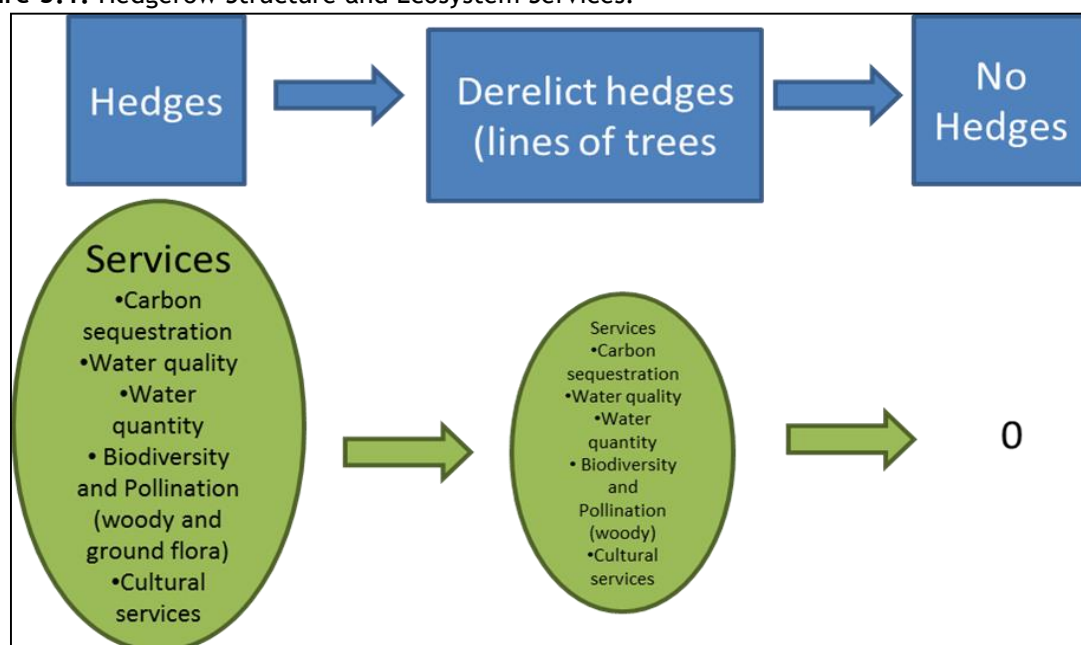 Hedgerow Structure and Ecosystem Services.
Hedges
Derelict hedges
(lines of trees
No
Hedges
Services
•Carbon
sequestration
•Water quality
•Water
quantity
• Biodiversity
and Pollination
(woody and
ground flora)
•Cultural
services
Services
•Carbon
sequestration
•Water quality
•Water
quantity
• Biodiversity
and
Pollination
(woody)
•Cultural
services
0